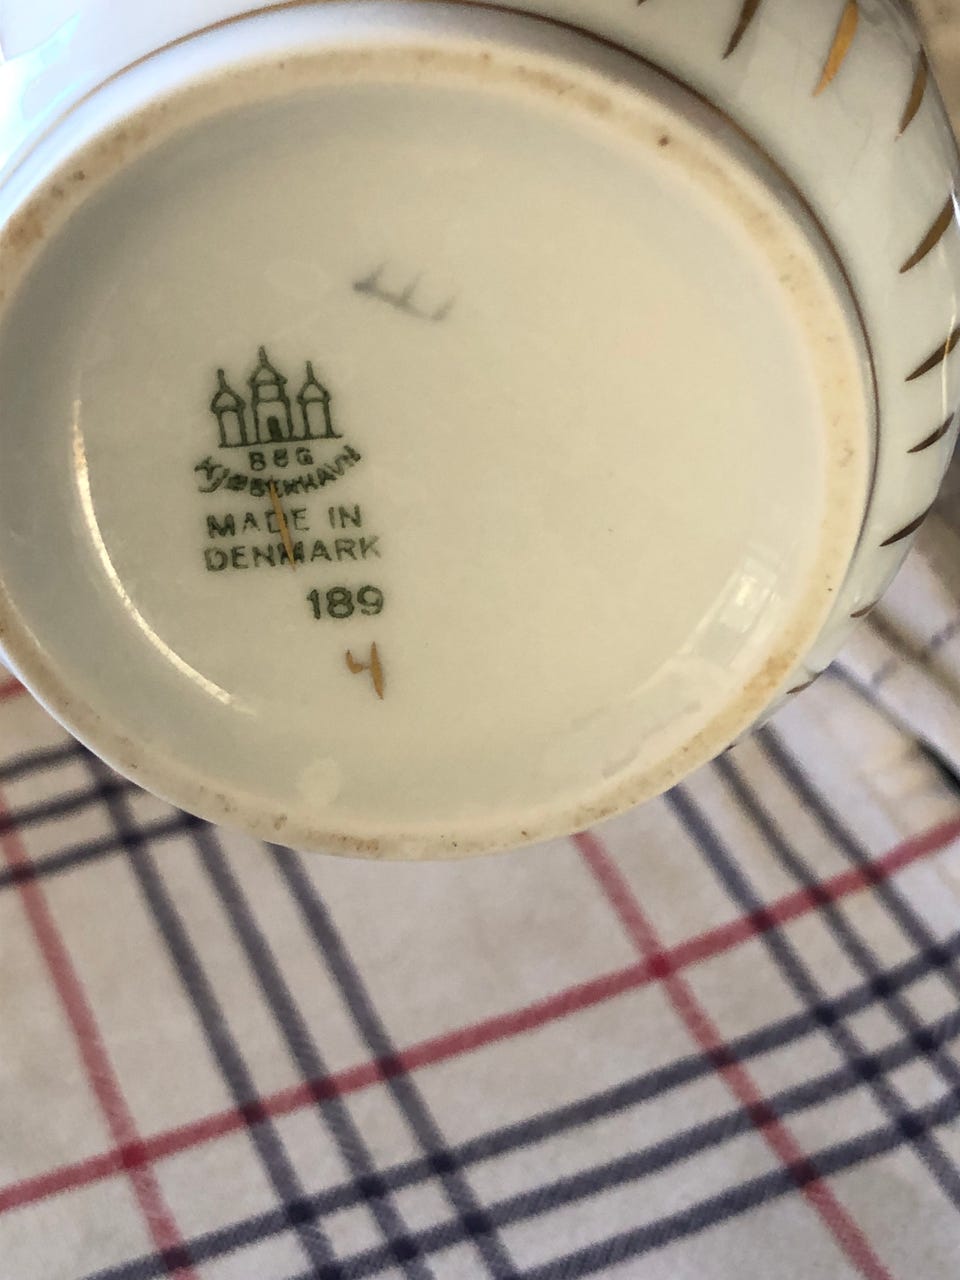 B&G
KJØBENHAVN
MADE IN
DENMARK
189
4